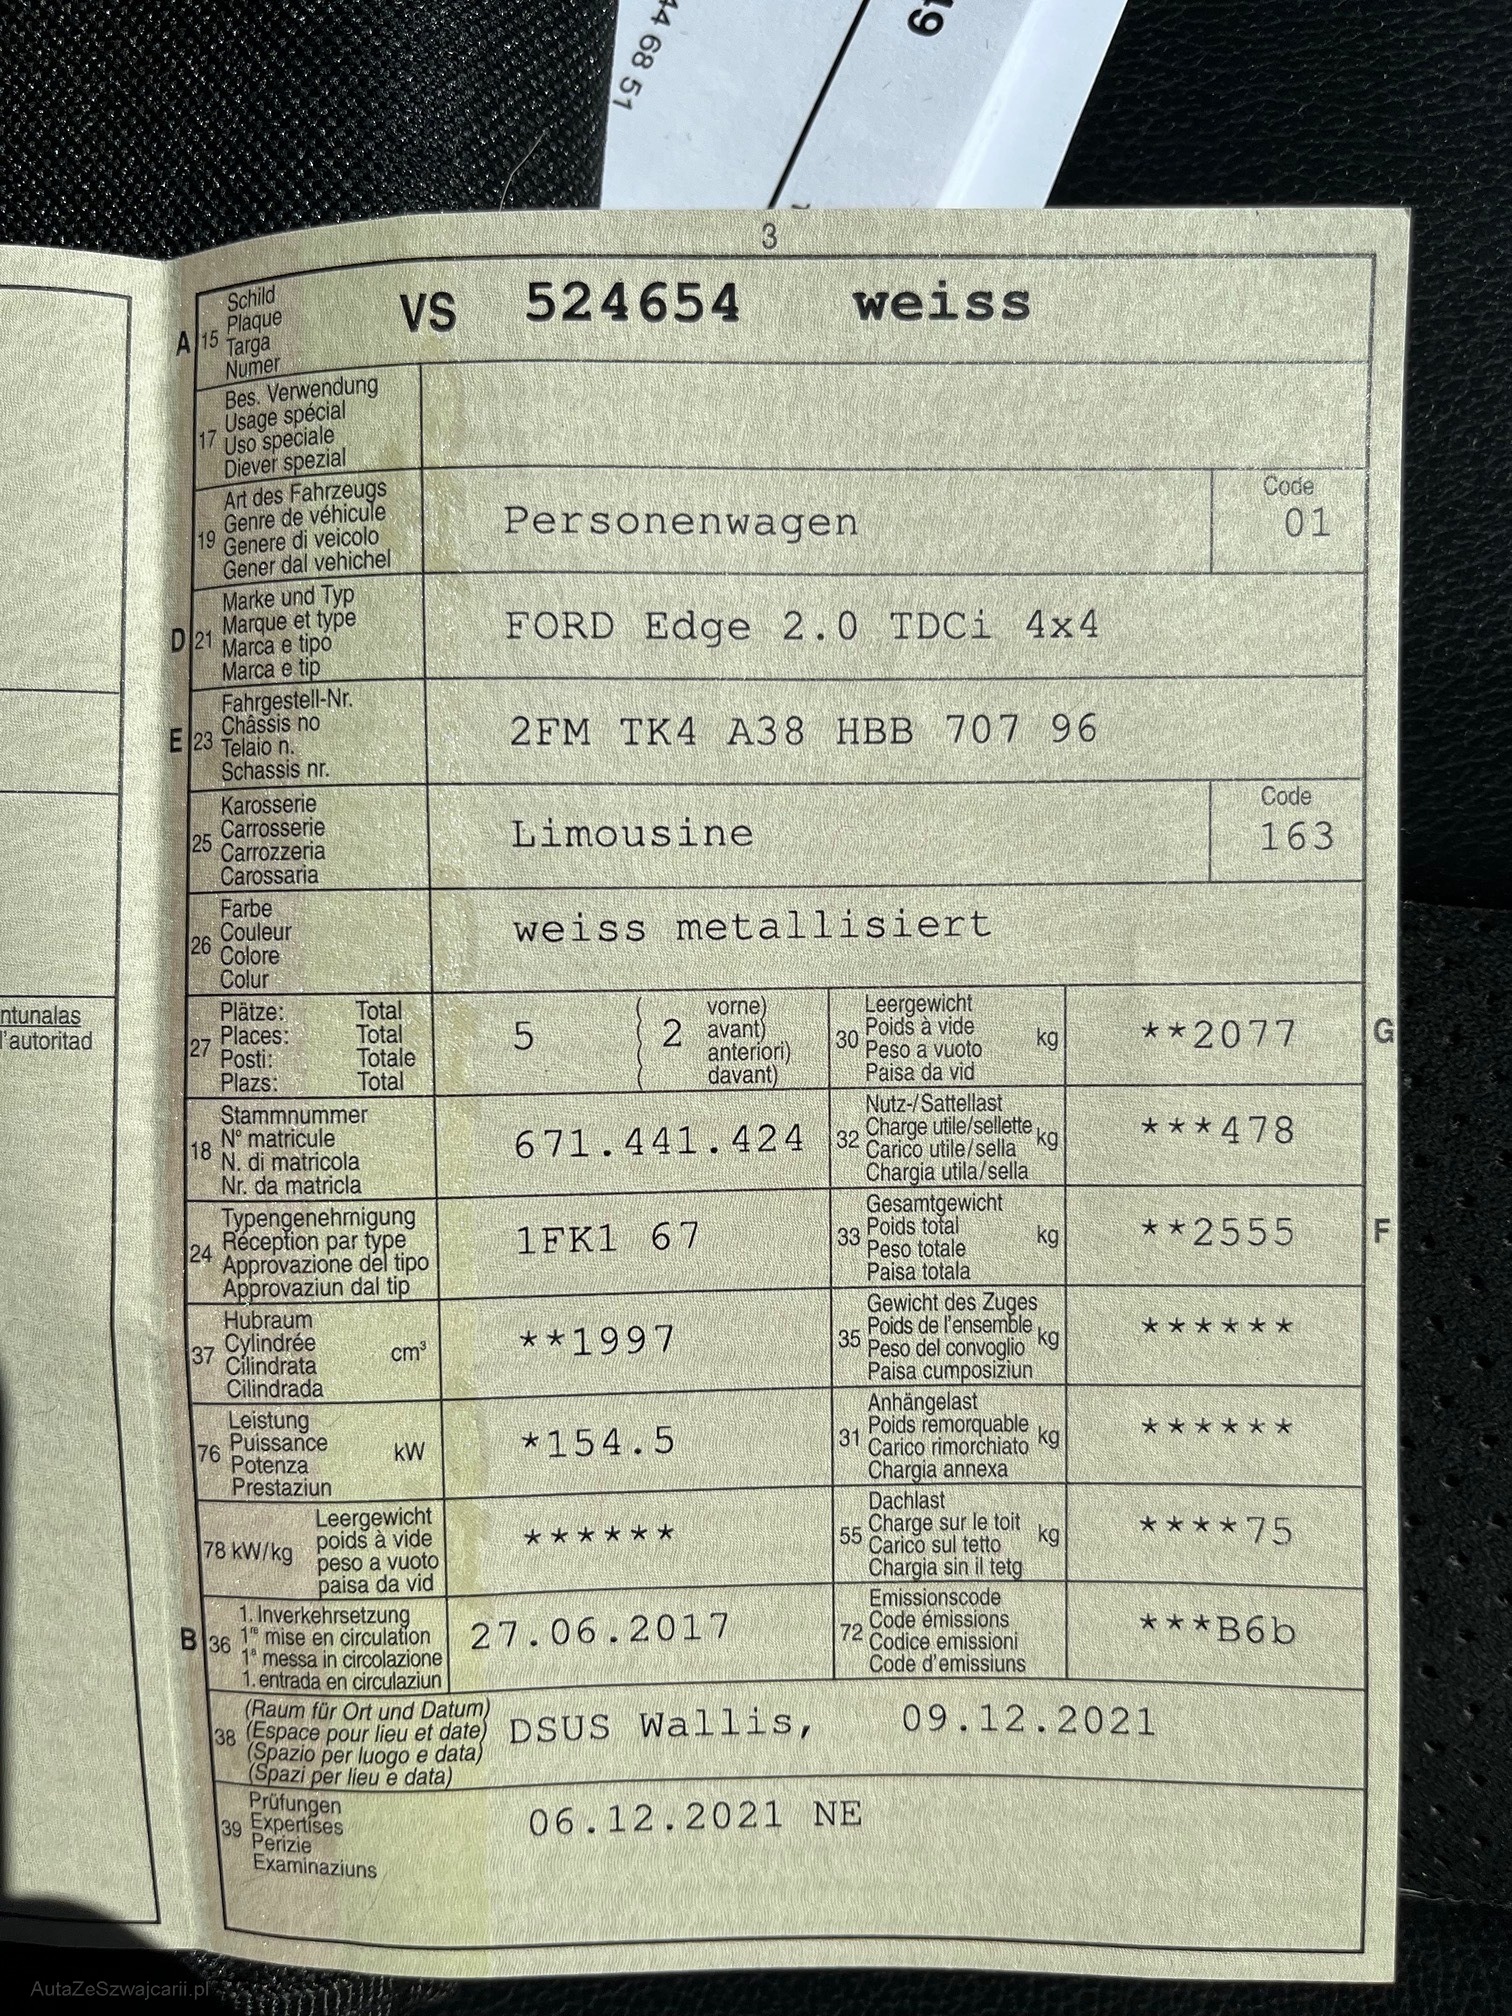 44 68 51
19
3
A 15 Schild
Plaque
Targa
Numer
VS 524654 weiss
17 Bes. Verwendung
Usage spécial
Uso speciale
Diever spezial
19 Art des Fahrzeugs
Genre de véhicule
Genere di veicolo
Gener dal vehichel
Personenwagen
Code
01
D 21 Marke und Typ
Marque et type
Marca e tipo
Marca e tip
FORD Edge 2.0 TDCi 4x4
E 23 Fahrgestell-Nr.
Châssis no
Telaio n.
Schassis nr.
2FM TK4 A38 HBB 707 96
25 Karosserie
Carrosserie
Carrozzeria
Carossaria
Limousine
Code
163
26 Farbe
Couleur
Colore
Colur
weiss metallisiert
ntunalas
l'autoritad
27 Plätze: Total
Places: Total
Posti: Totale
Plazs: Total
5 ( 2 vorne)
avant)
anteriori)
davant)
30 Leergewicht
Poids à vide
Peso a vuoto
Paisa da vid
kg
**2077
G
18 Stammnummer
N° matricule
N. di matricola
Nr. da matricla
671.441.424
32 Nutz-/Sattellast
Charge utile/sellette
Carico utile/sella
Chargia utila/sella
kg
***478
24 Typengenehmigung
Réception par type
Approvazione del tipo
Approvaziun dal tip
1FK1 67
33 Gesamtgewicht
Poids total
Peso totale
Paisa totala
kg
**2555
F
37 Hubraum
Cylindrée
Cilindrata
Cilindrada
cm³
**1997
35 Gewicht des Zuges
Poids de l'ensemble
Peso del convoglio
Paisa cumposiziun
kg
******
76 Leistung
Puissance
Potenza
Prestaziun
kW
*154.5
31 Anhängelast
Poids remorquable
Carico rimorchiato
Chargia annexa
kg
******
78 kW/kg Leergewicht
poids à vide
peso a vuoto
paisa da vid
******
55 Dachlast
Charge sur le toit
Carico sul tetto
Chargia sin il tetg
kg
****75
B 36 1. Inverkehrsetzung
1re mise en circulation
1a messa in circolazione
1. entrada en circulaziun
27.06.2017
72 Emissionscode
Code émissions
Codice emissioni
Code d'emissiuns
***B6b
38 (Raum für Ort und Datum)
(Espace pour lieu et date)
(Spazio per luogo e data)
(Spazi per lieu e data)
DSUS Wallis, 09.12.2021
39 Prüfungen
Expertises
Perizie
Examinaziuns
06.12.2021 NE
AutaZeSzwajcarii.pl